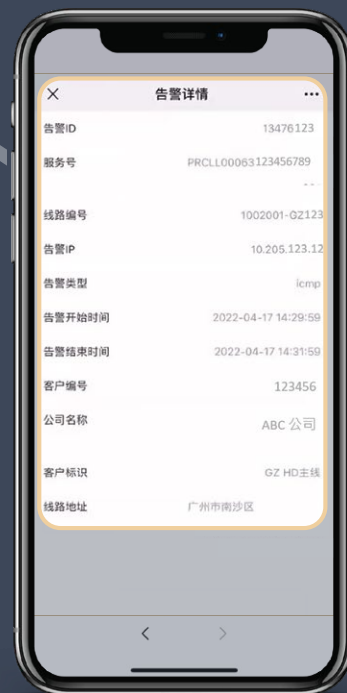 告警详情
告警ID 13476123
服务号 PRCLL00063123456789
线路编号 1002001-GZ123
告警IP 10.205.123.12
告警类型 icmp
告警开始时间 2022-04-17 14:29:59
告警结束时间 2022-04-17 14:31:59
客户编号 123456
公司名称 ABC 公司
客户标识 GZ HD主线
线路地址 广州市南沙区